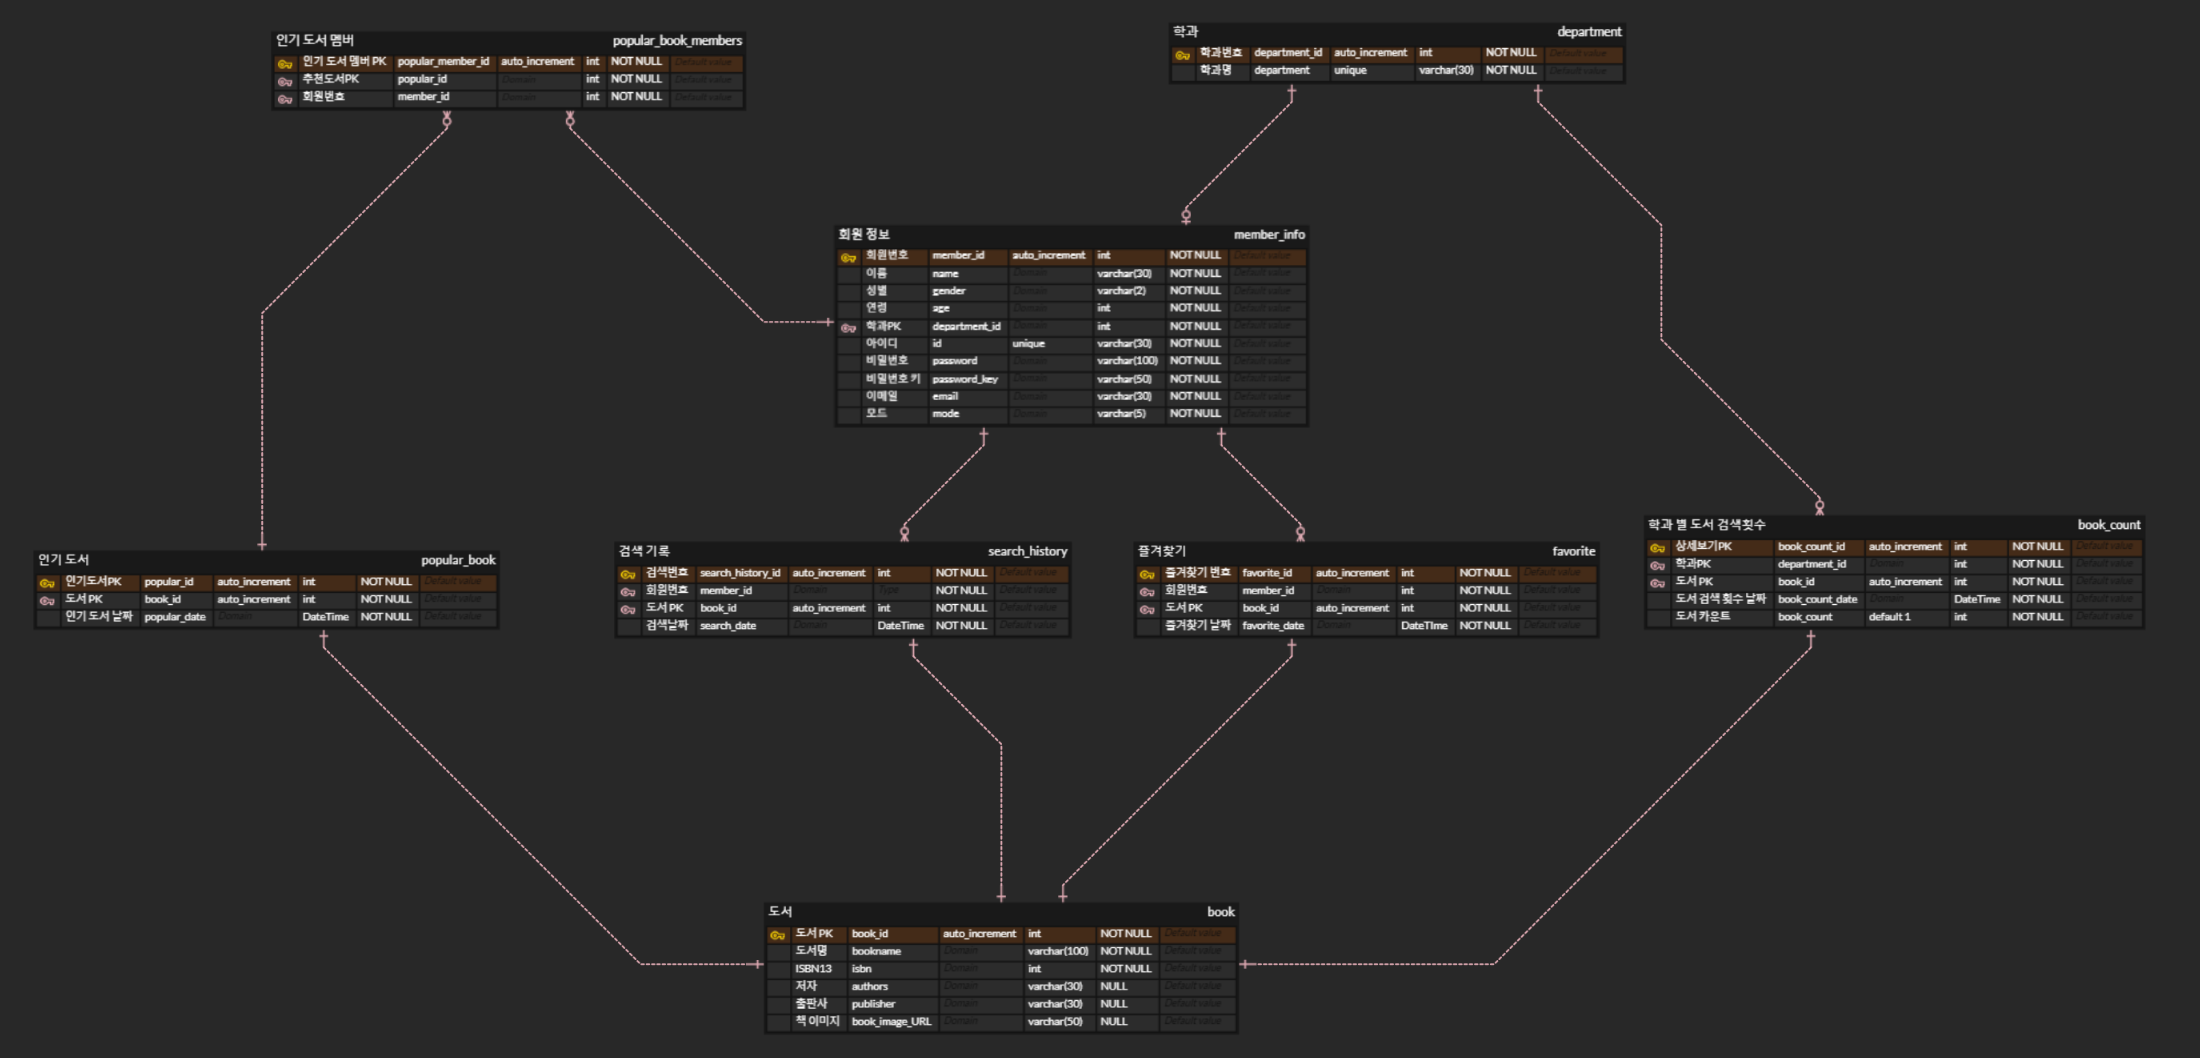 인기 도서 멤버 popular_book_members
인기 도서 멤버 PK popular_member_id auto_increment int NOT NULL Default value
추천도서PK popular_id Domain int NOT NULL Default value
회원번호 member_id Domain int NOT NULL Default value
학과 department
학과번호 department_id auto_increment int NOT NULL Default value
학과명 department unique varchar(30) NOT NULL Default value
회원 정보 member_info
회원번호 member_id auto_increment int NOT NULL Default value
이름 name Domain varchar(30) NOT NULL Default value
성별 gender Domain varchar(2) NOT NULL Default value
연령 age Domain int NOT NULL Default value
학과PK department_id Domain int NOT NULL Default value
아이디 id unique varchar(30) NOT NULL Default value
비밀번호 password Domain varchar(100) NOT NULL Default value
비밀번호 키 password_key Domain varchar(50) NOT NULL Default value
이메일 email Domain varchar(30) NOT NULL Default value
모드 mode Domain varchar(5) NOT NULL Default value
인기 도서 popular_book
인기도서PK popular_id auto_increment int NOT NULL Default value
도서 PK book_id auto_increment int NOT NULL Default value
인기 도서 날짜 popular_date Domain DateTime NOT NULL Default value
검색 기록 search_history
검색번호 search_history_id auto_increment int NOT NULL Default value
회원번호 member_id Domain Type NOT NULL Default value
도서 PK book_id auto_increment int NOT NULL Default value
검색날짜 search_date Domain DateTime NOT NULL Default value
즐겨찾기 favorite
즐겨찾기 번호 favorite_id auto_increment int NOT NULL Default value
회원번호 member_id Domain int NOT NULL Default value
도서 PK book_id auto_increment int NOT NULL Default value
즐겨찾기 날짜 favorite_date Domain DateTIme NOT NULL Default value
학과 별 도서 검색횟수 book_count
상세보기PK book_count_id auto_increment int NOT NULL Default value
학과PK department_id Domain int NOT NULL Default value
도서 PK book_id auto_increment int NOT NULL Default value
도서 검색 횟수 날짜 book_count_date Domain DateTime NOT NULL Default value
도서 카운트 book_count default 1 int NOT NULL Default value
도서 book
도서 PK book_id auto_increment int NOT NULL Default value
도서명 bookname Domain varchar(100) NOT NULL Default value
ISBN13 isbn Domain int NOT NULL Default value
저자 authors Domain varchar(30) NULL Default value
출판사 publisher Domain varchar(30) NULL Default value
책 이미지 book_image_URL Domain varchar(50) NULL Default value